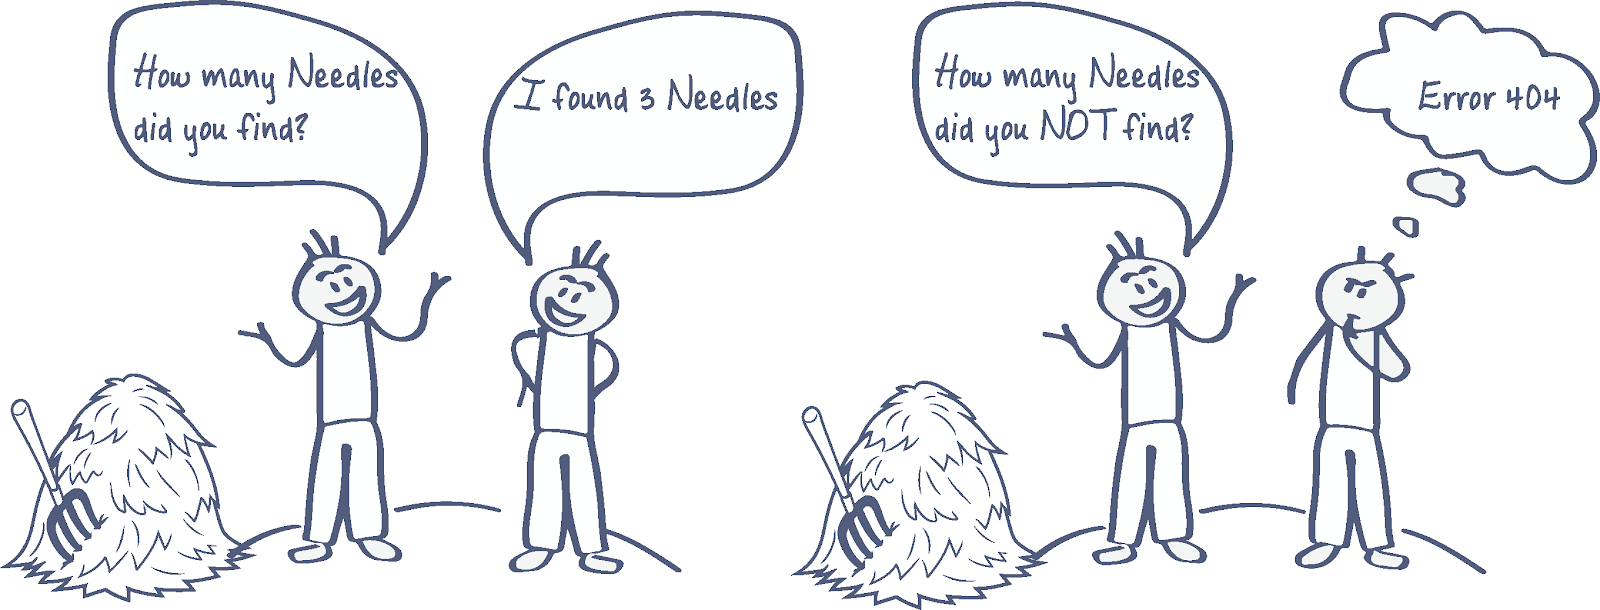 How many Needles
did you find?
I found 3 Needles
How many Needles
did you NOT find?
Error 404